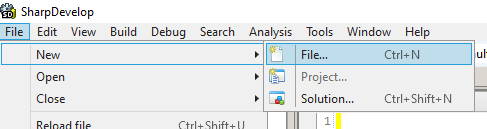 SharpDevelop
File Edit View Build Debug Search Analysis Tools Window Help
New File... Ctrl+N
Open Project...
Close Solution... Ctrl+Shift+N
Reload file Ctrl+Shift+U
1